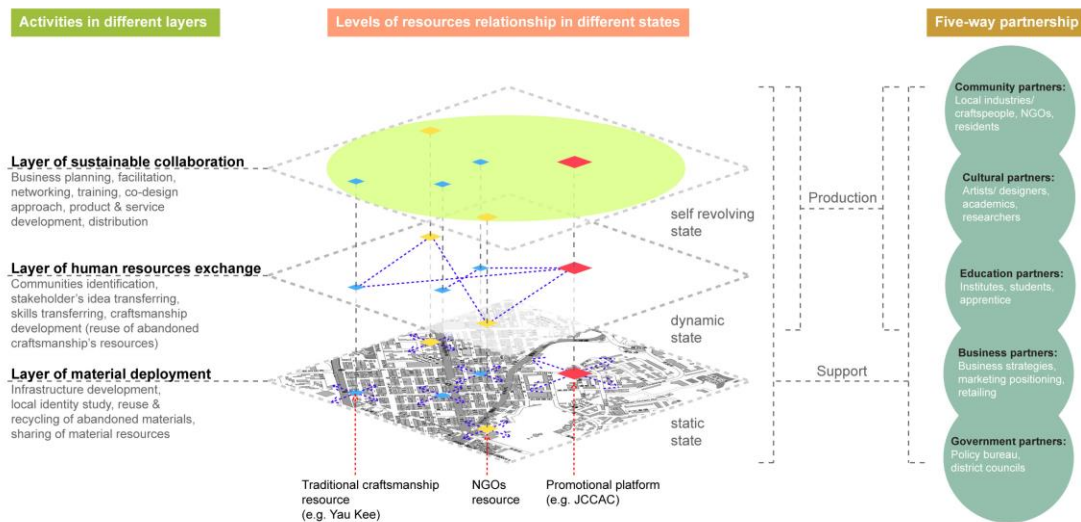 Activities in different layers
Levels of resources relationship in different states
Five-way partnership
Layer of sustainable collaboration
Business planning, facilitation,
networking, training, co-design
approach, product & service
development, distribution
Layer of human resources exchange
Communities identification,
stakeholder's idea transferring,
skills transferring, craftsmanship
development (reuse of abandoned
craftsmanship's resources)
Layer of material deployment
Infrastructure development,
local identity study, reuse &
recycling of abandoned materials,
sharing of material resources
self revolving
state
dynamic
state
static
state
Traditional craftsmanship
resource
(e.g. Yau Kee)
NGOs
resource
Promotional platform
(e.g. JCCAC)
Production
Support
Community partners:
Local industries/
craftspeople, NGOs,
residents
Cultural partners:
Artists/ designers,
academics,
researchers
Education partners:
Institutes, students,
apprentice
Business partners:
Business strategies,
marketing positioning,
retailing
Government partners:
Policy bureau,
district councils